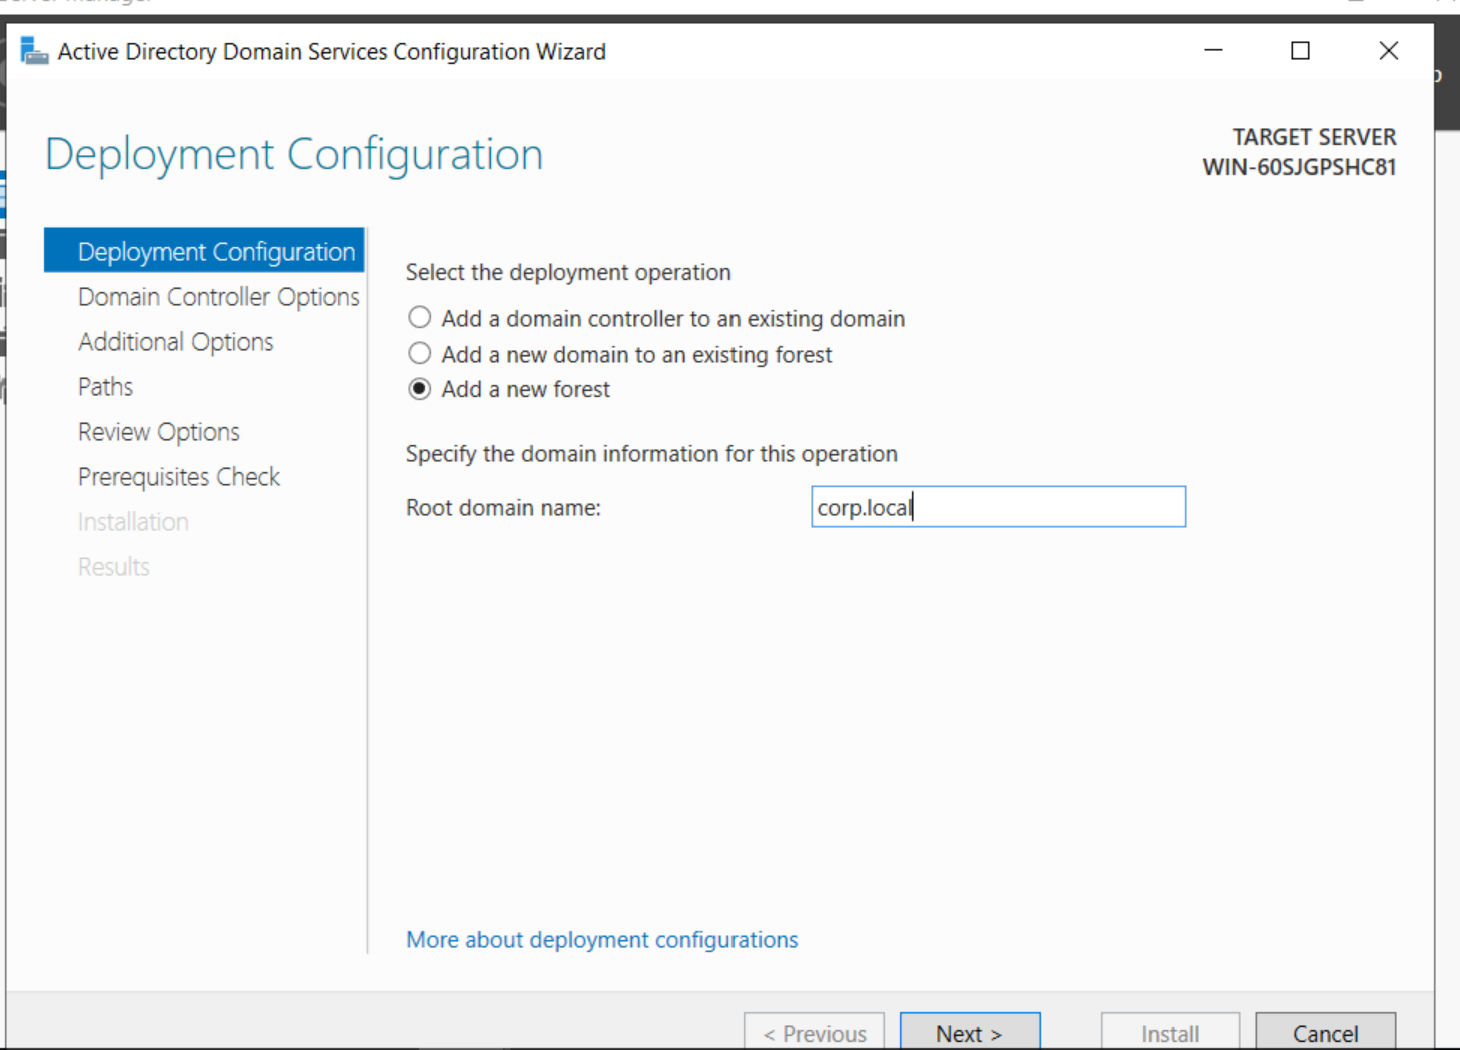 Active Directory Domain Services Configuration Wizard
Deployment Configuration
TARGET SERVER
WIN-60SJGPSHC81
Deployment Configuration
Domain Controller Options
Additional Options
Paths
Review Options
Prerequisites Check
Installation
Results
Select the deployment operation
Add a domain controller to an existing domain
Add a new domain to an existing forest
Add a new forest
Specify the domain information for this operation
Root domain name:
corp.local
More about deployment configurations
< Previous
Next >
Install
Cancel